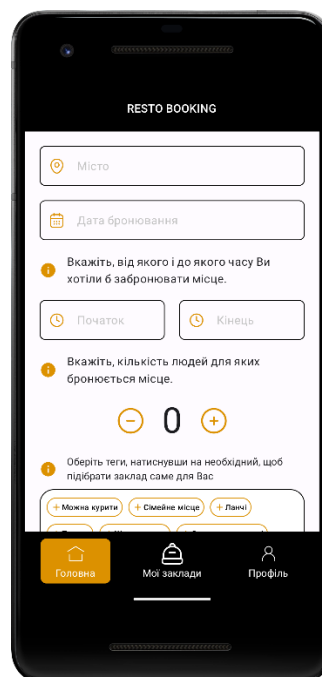 RESTO BOOKING
Місто
Дата бронювання
Вкажіть, від якого і до якого часу Ви
хотіли б забронювати місце.
Початок
Кінець
Вкажіть, кількість людей для яких
бронюється місце.
0
Оберіть теги, натиснувши на необхідний, щоб
підібрати заклад саме для Вас
+ Можна курити + Сімейне місце + Ланчі
Головна
Мої заклади
Профіль